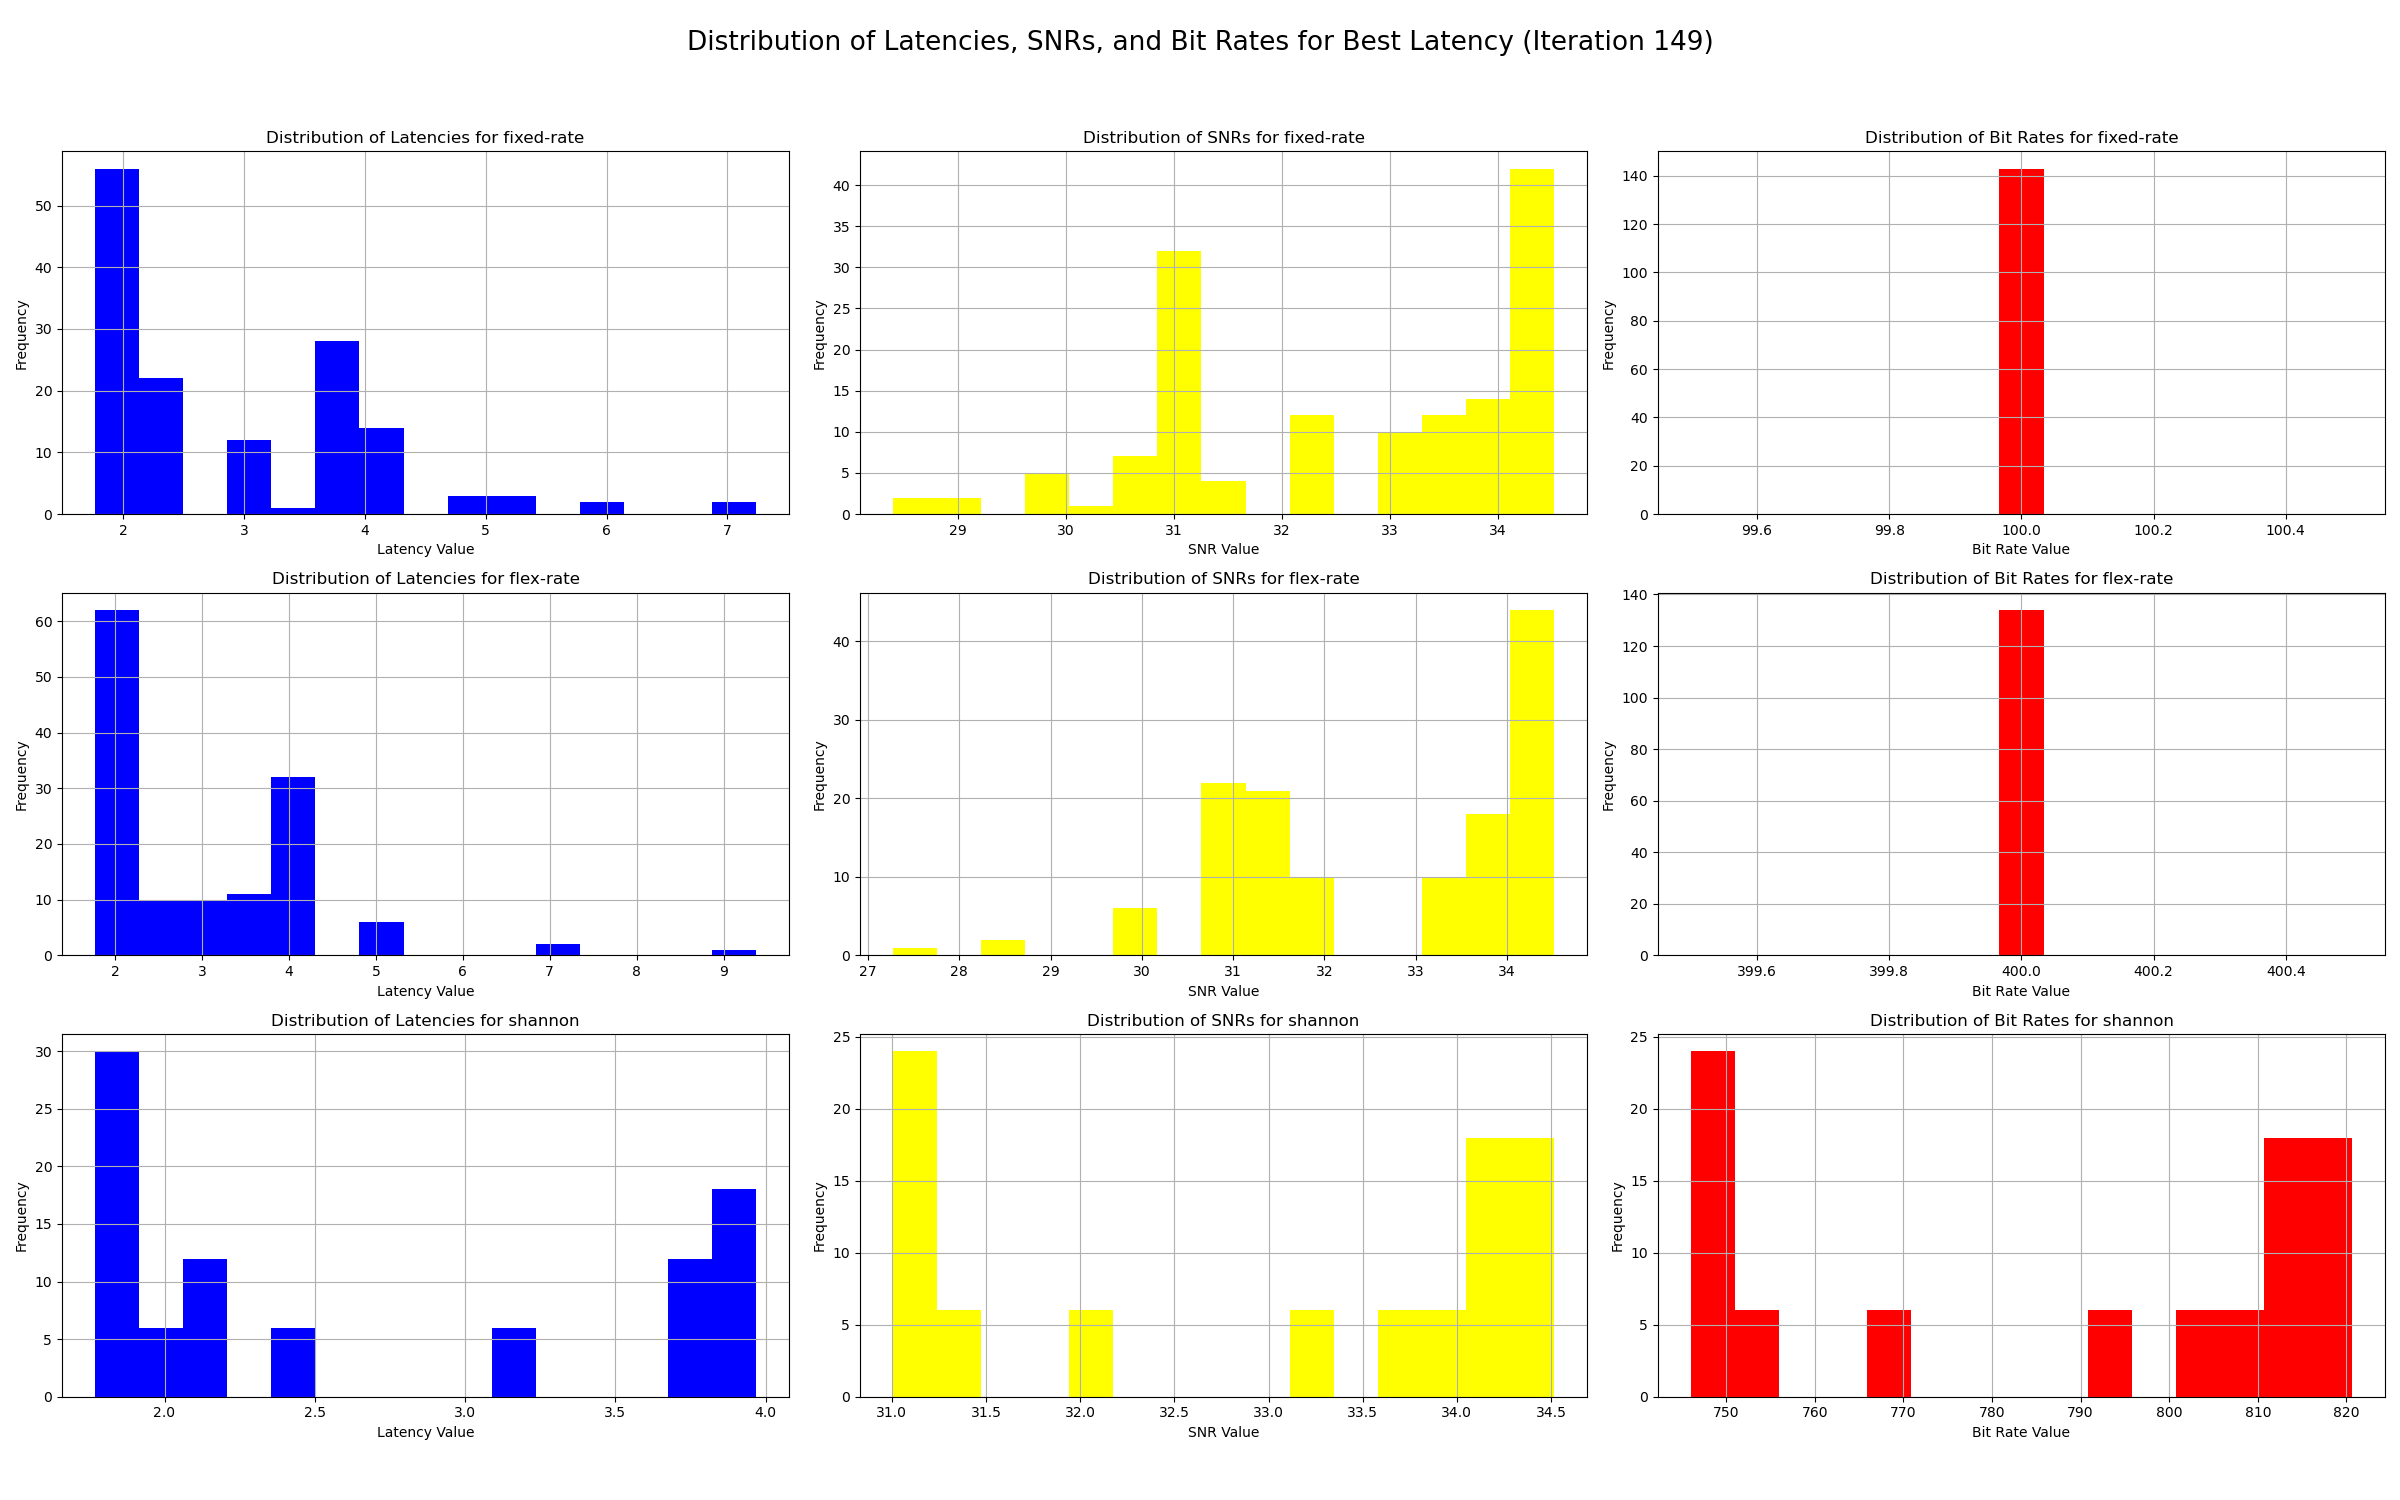 Distribution of Latencies, SNRs, and Bit Rates for Best Latency (Iteration 149)
Distribution of Latencies for fixed-rate
Frequency
50
40
30
20
10
0
2 3 4 5 6 7
Latency Value
Distribution of SNRs for fixed-rate
Frequency
40
35
30
25
20
15
10
5
0
29 30 31 32 33 34
SNR Value
Distribution of Bit Rates for fixed-rate
Frequency
140
120
100
80
60
40
20
0
99.6 99.8 100.0 100.2 100.4
Bit Rate Value
Distribution of Latencies for flex-rate
Frequency
60
50
40
30
20
10
0
2 3 4 5 6 7 8 9
Latency Value
Distribution of SNRs for flex-rate
Frequency
40
30
20
10
0
27 28 29 30 31 32 33 34
SNR Value
Distribution of Bit Rates for flex-rate
Frequency
140
120
100
80
60
40
20
0
399.6 399.8 400.0 400.2 400.4
Bit Rate Value
Distribution of Latencies for shannon
Frequency
30
25
20
15
10
5
0
2.0 2.5 3.0 3.5 4.0
Latency Value
Distribution of SNRs for shannon
Frequency
25
20
15
10
5
0
31.0 31.5 32.0 32.5 33.0 33.5 34.0 34.5
SNR Value
Distribution of Bit Rates for shannon
Frequency
25
20
15
10
5
0
750 760 770 780 790 800 810 820
Bit Rate Value